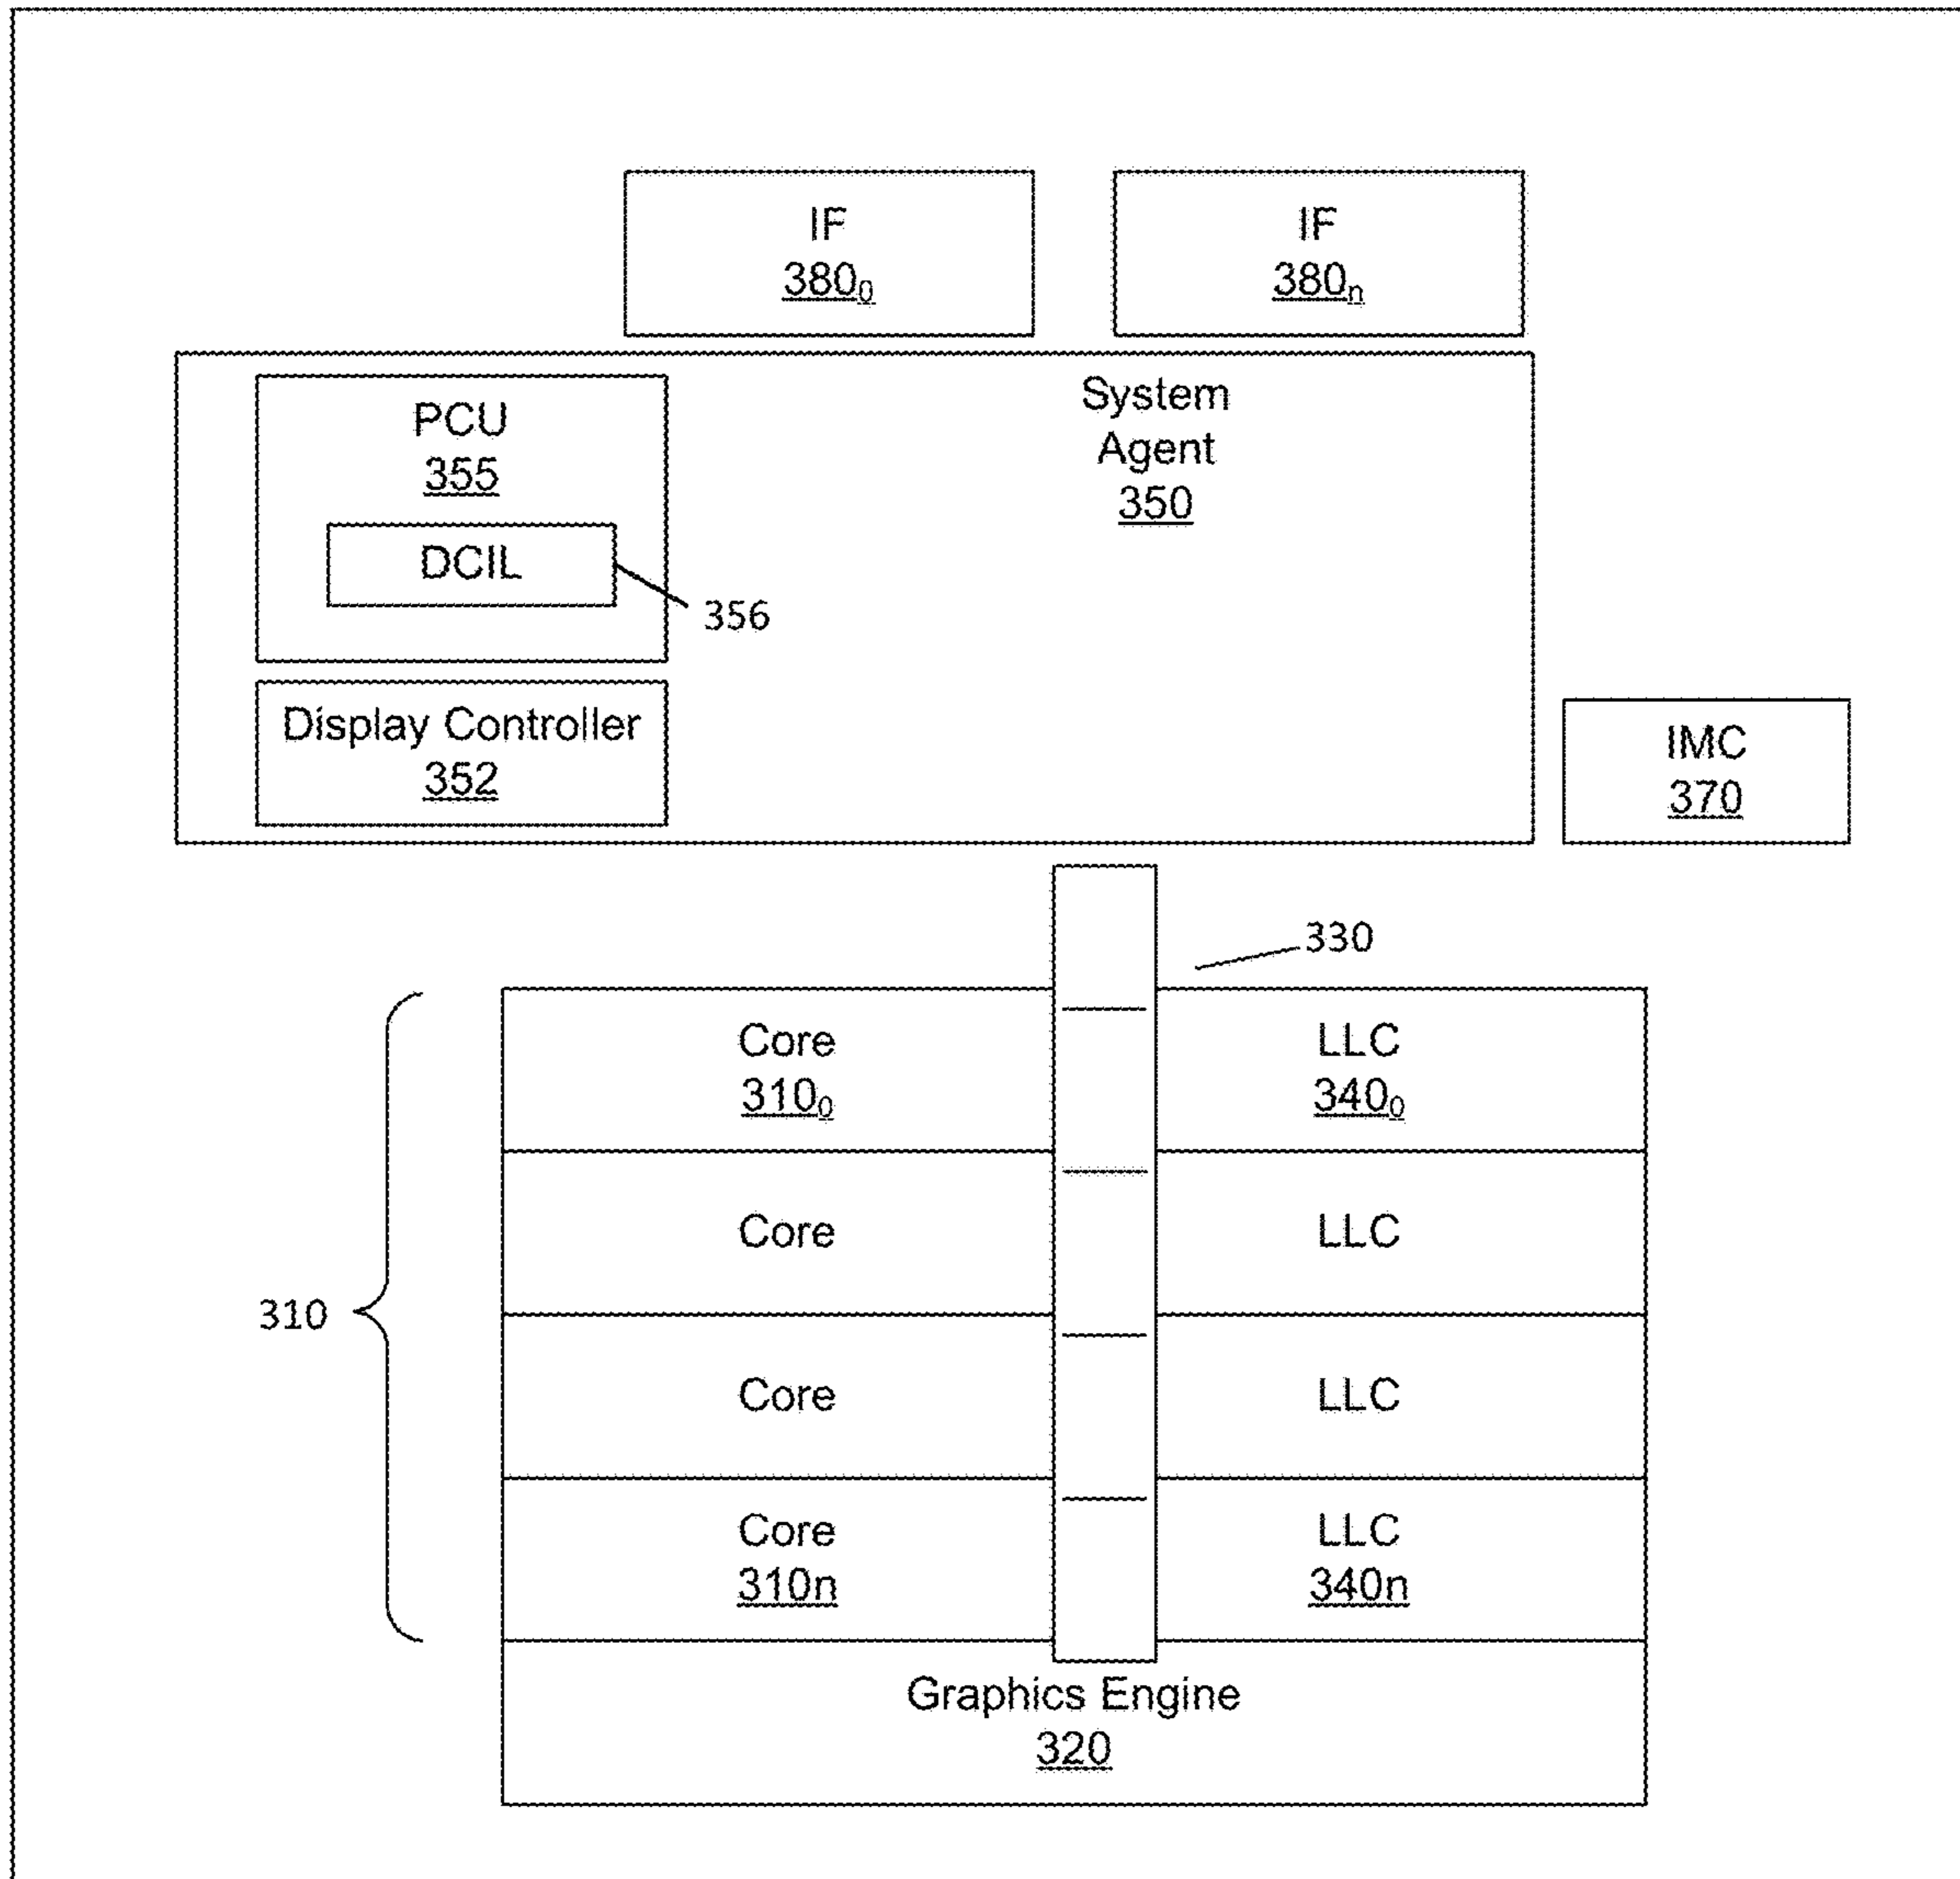 IF
380₀
IF
380ₙ
System
Agent
350
PCU
355
DCIL
356
Display Controller
352
IMC
370
330
Core
310₀
LLC
340₀
Core
LLC
310
Core
LLC
Core
310n
LLC
340n
Graphics Engine
320